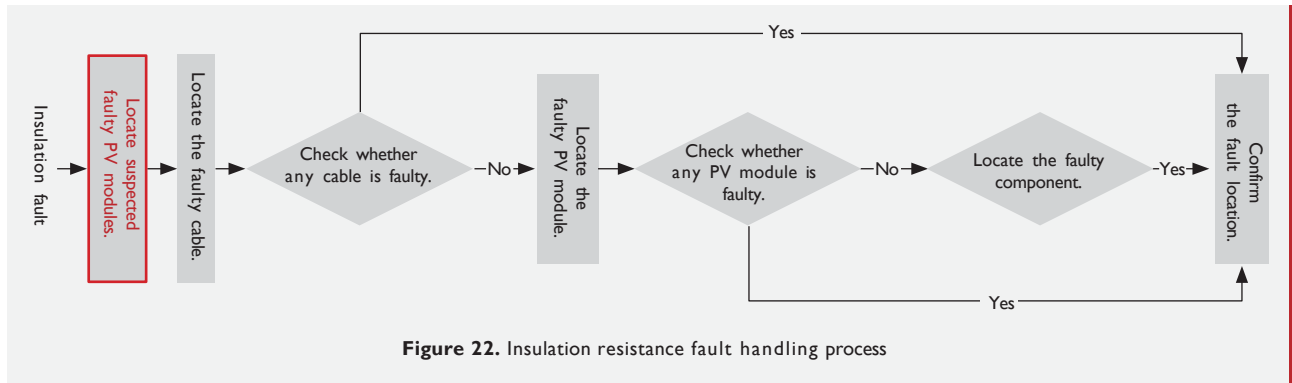 Insulation fault
Locate suspected
faulty PV modules.
Locate the faulty cable.
Check whether
any cable is faulty.
Yes
No
Locate the
faulty PV module.
Check whether
any PV module is
faulty.
No
Yes
Locate the faulty
component.
Yes
Confirm
the fault location.
Figure 22. Insulation resistance fault handling process